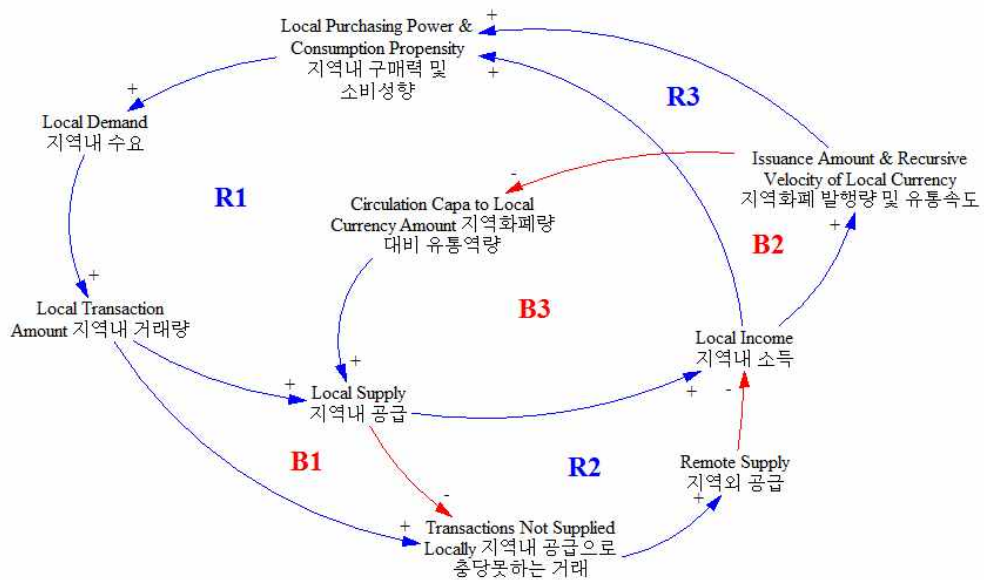 Local Purchasing Power &
Consumption Propensity
지역내 구매력 및
소비성향
+
+
R3
+
Local Demand
지역내 수요
R1
-
Issuance Amount & Recursive
Velocity of Local Currency
지역화폐 발행량 및 유통속도
Circulation Capa to Local
Currency Amount 지역화폐량
대비 유통역량
B2
+
+
Local Transaction
Amount 지역내 거래량
B3
Local Income
지역내 소득
+
+
Local Supply
지역내 공급
+
-
B1
R2
Remote Supply
지역외 공급
-
+
+
Transactions Not Supplied
Locally 지역내 공급으로
충당못하는 거래